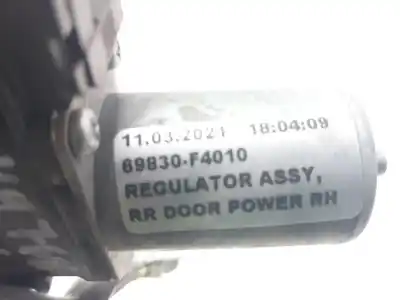 11.03.2021 18:04:09
69830-F4010
REGULATOR ASSY,
RR DOOR POWER RH